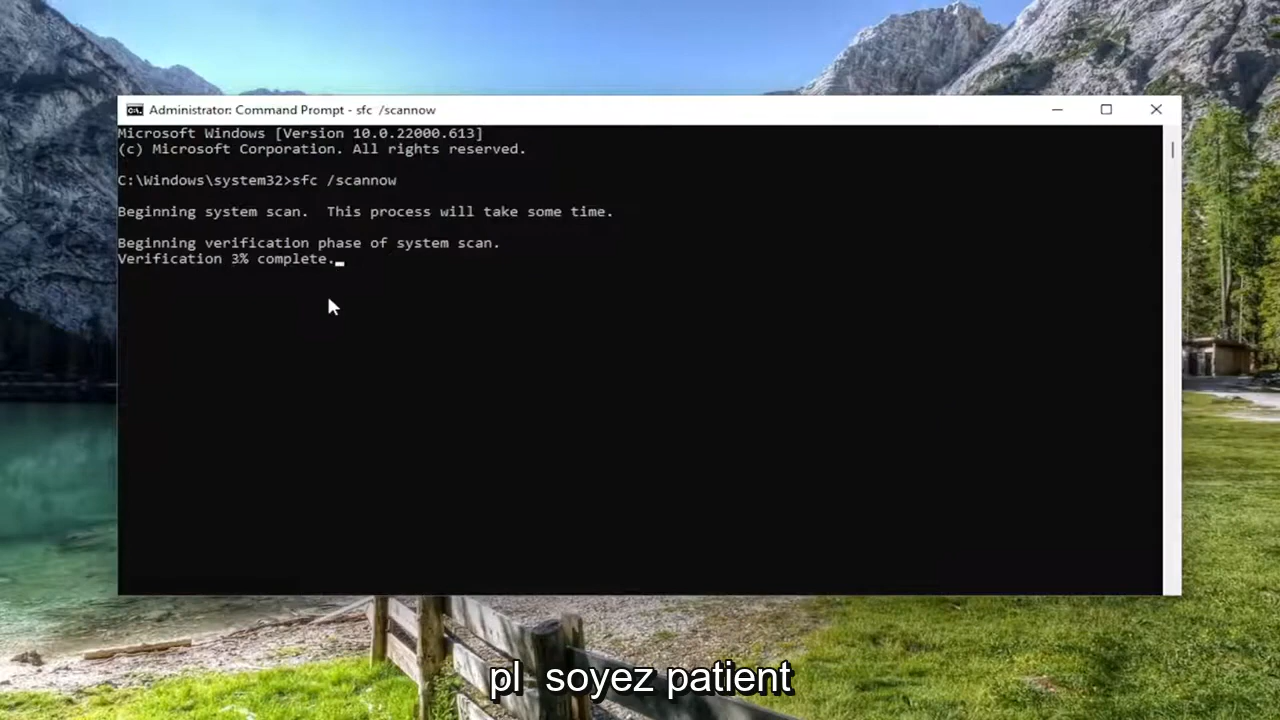 Administrator: Command Prompt - sfc /scannow
Microsoft Windows [Version 10.0.22000.613]
(c) Microsoft Corporation. All rights reserved.
C:\Windows\system32>sfc /scannow
Beginning system scan.  This process will take some time.
Beginning verification phase of system scan.
Verification 3% complete.
pl  soyez patient